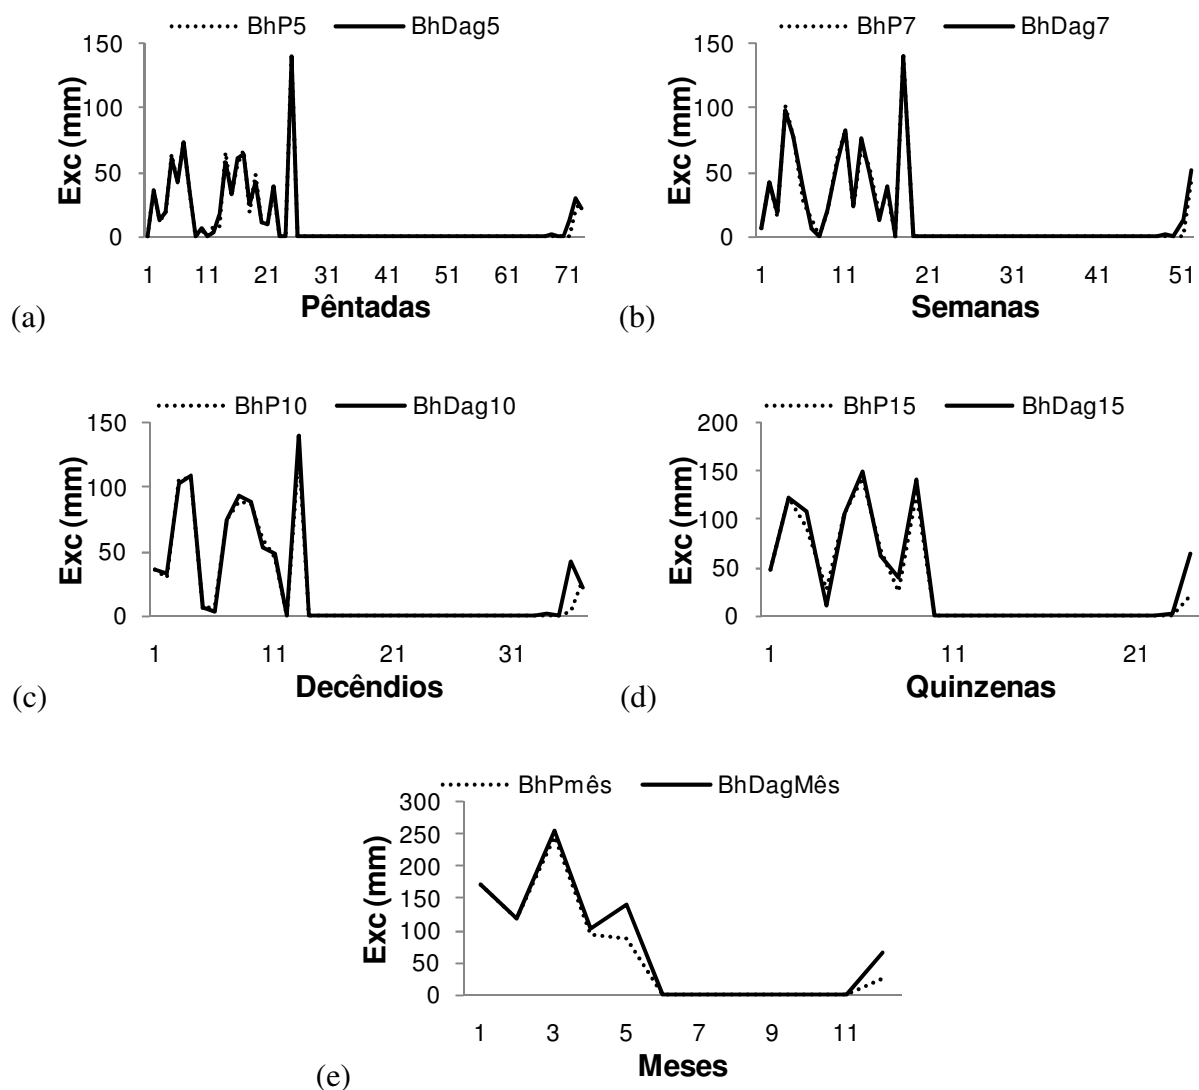 BhP5 BhDag5
Exc (mm)
150
100
50
0
1 11 21 31 41 51 61 71
Pêntadas
(a)
BhP7 BhDag7
Exc (mm)
150
100
50
0
1 11 21 31 41 51
Semanas
(b)
BhP10 BhDag10
Exc (mm)
150
100
50
0
1 11 21 31
Decêndios
(c)
BhP15 BhDag15
Exc (mm)
200
150
100
50
0
1 11 21
Quinzenas
(d)
BhPmês BhDagMês
Exc (mm)
300
250
200
150
100
50
0
1 3 5 7 9 11
Meses
(e)